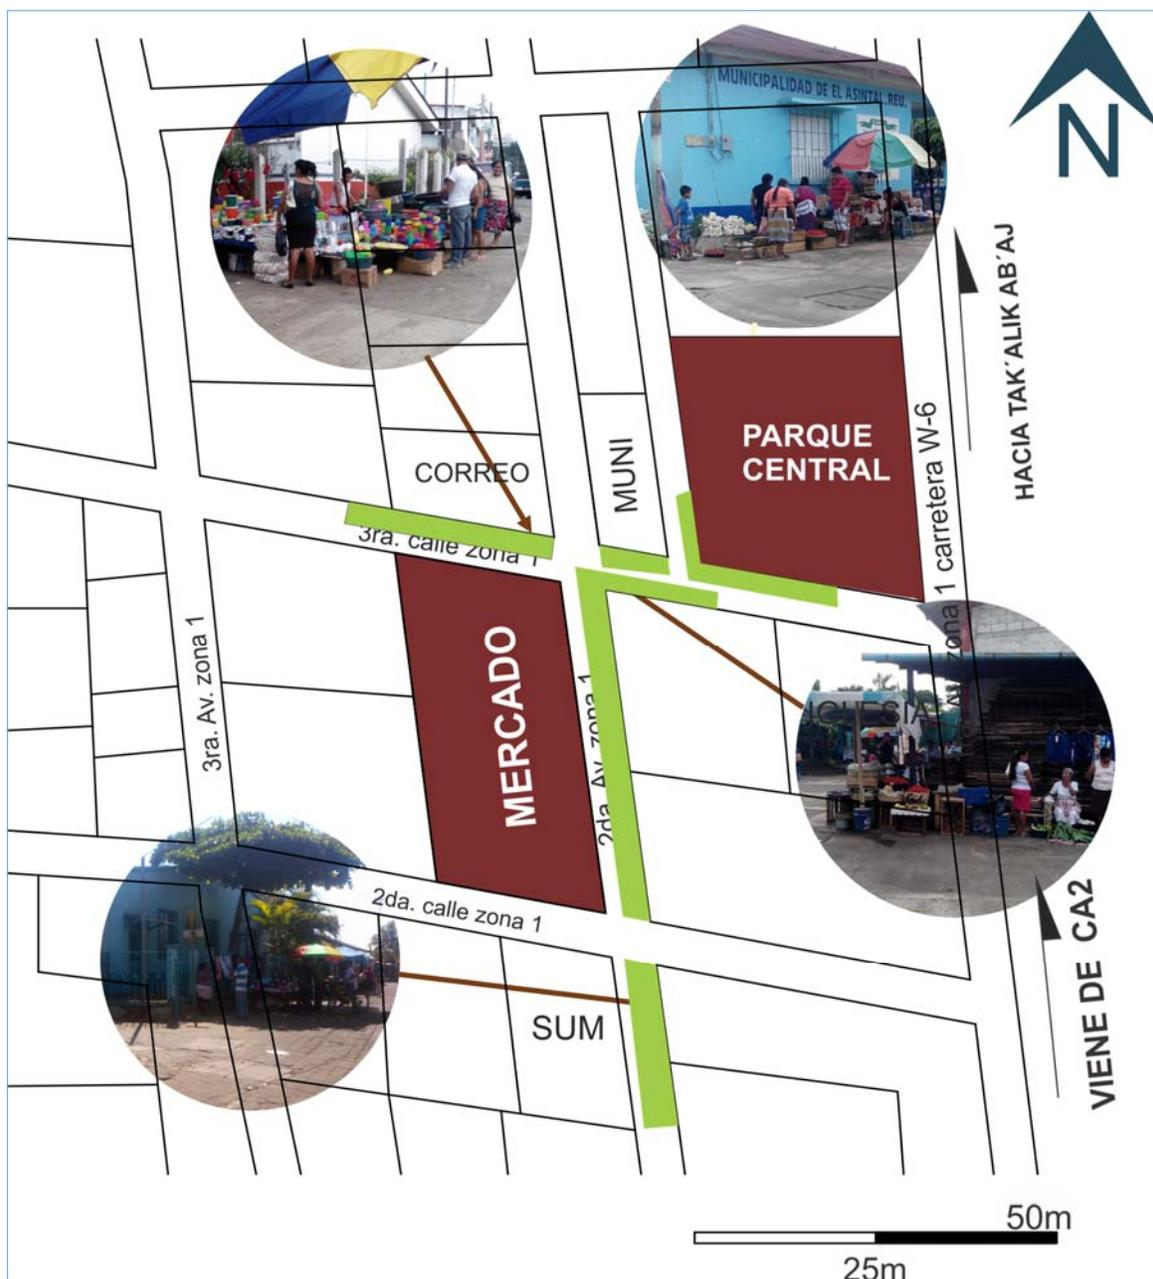 MUNICIPALIDAD DE EL ASINTAL, REU.
N
HACIA TAK´ALIK AB´AJ
PARQUE
CENTRAL
MUNI
CORREO
3ra. calle zona 1
zona 1 carretera W-6
MERCADO
3ra. Av. zona 1
2da. Av. zona 1
2da. calle zona 1
SUM
VIENE DE CA2
50m
25m